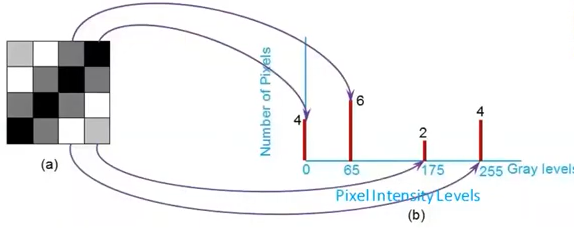 Number of Pixels
4
6
2
4
0
65
175
255
Gray levels
Pixel Intensity Levels
(a)
(b)